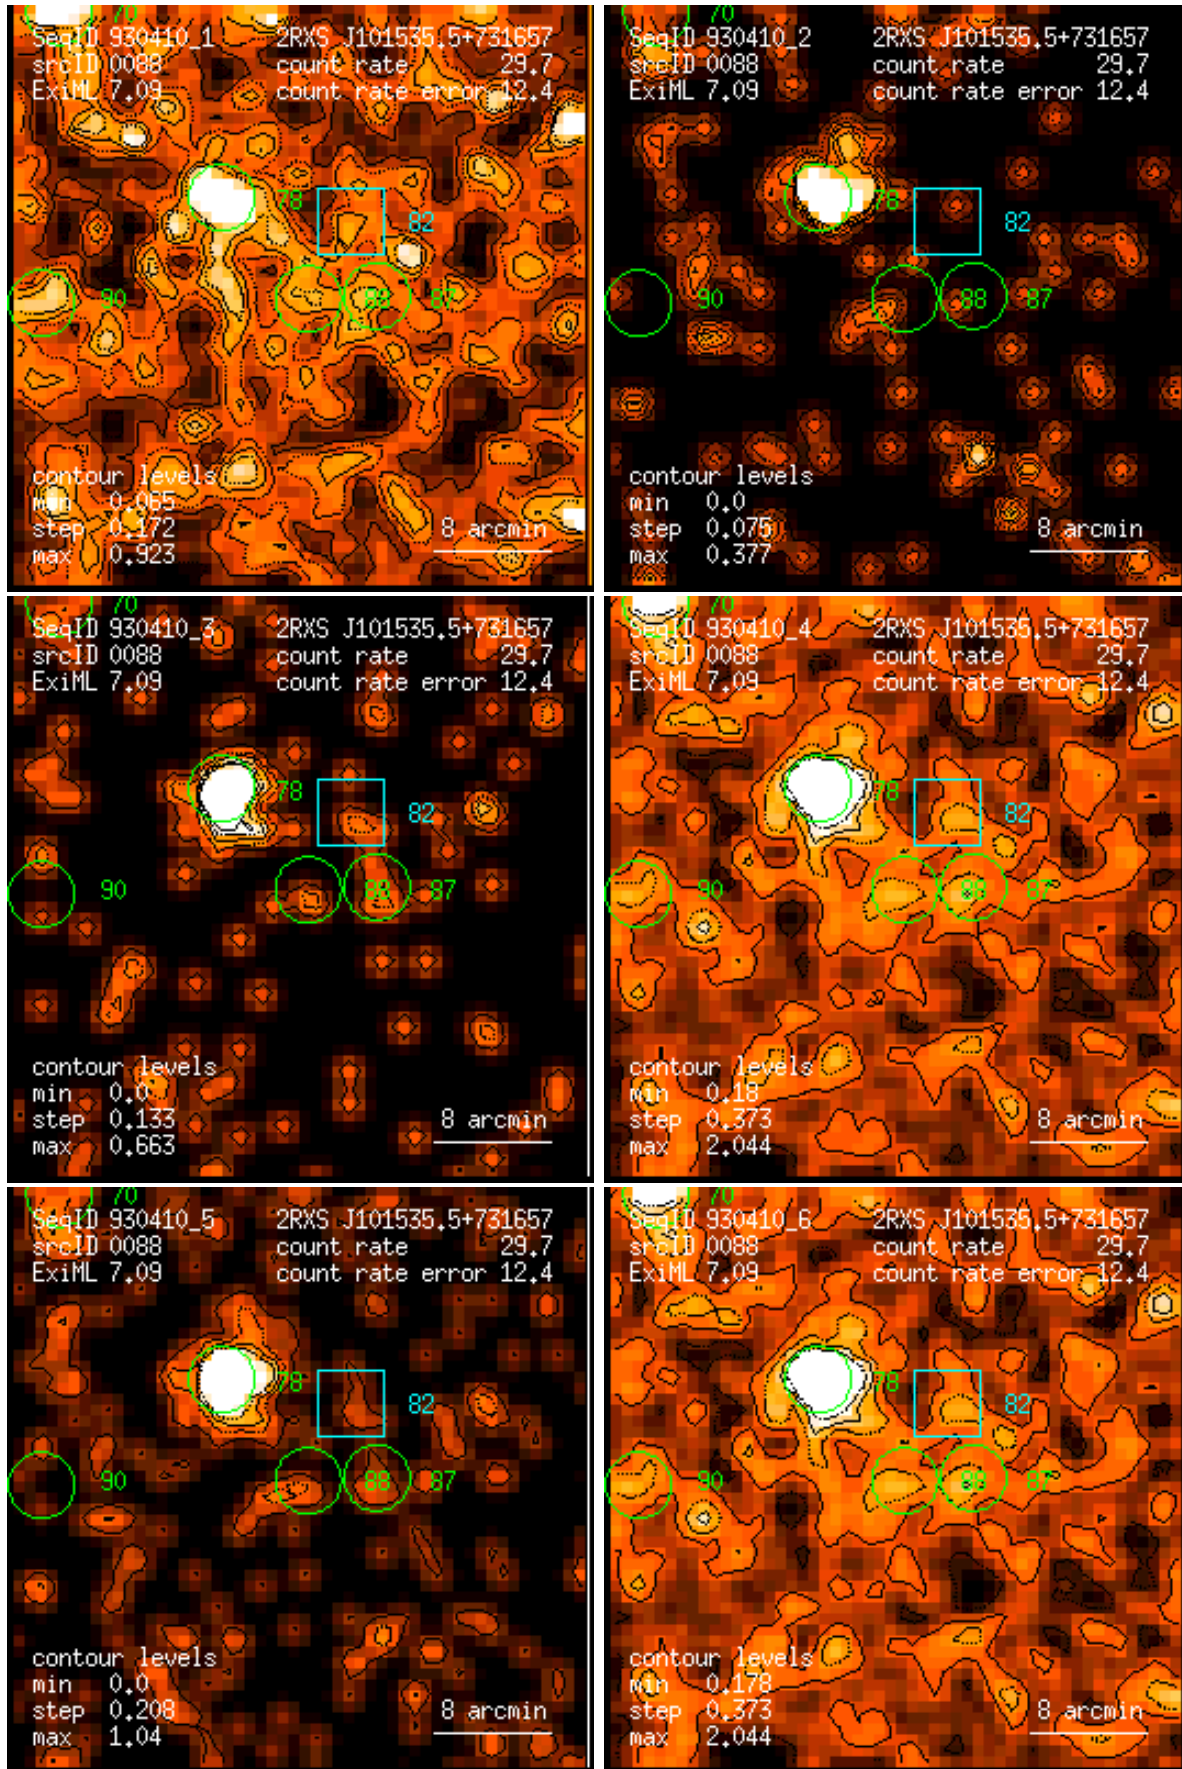 70
SeqID 930410_1 2RXS J101535.5+731657
srcID 0088 count rate 29.7
ExiML 7.09 count rate error 12.4
78
82
90 88 87
contour levels
min 0.065
step 0.172 8 arcmin
max 0.923
70
SeqID 930410_2 2RXS J101535.5+731657
srcID 0088 count rate 29.7
ExiML 7.09 count rate error 12.4
78
82
90 88 87
contour levels
min 0.0
step 0.075 8 arcmin
max 0.377
70
SeqID 930410_3 2RXS J101535.5+731657
srcID 0088 count rate 29.7
ExiML 7.09 count rate error 12.4
78
82
90 88 87
contour levels
min 0.0
step 0.133 8 arcmin
max 0.663
70
SeqID 930410_4 2RXS J101535.5+731657
srcID 0088 count rate 29.7
ExiML 7.09 count rate error 12.4
78
82
90 88 87
contour levels
min 0.18
step 0.373 8 arcmin
max 2.044
70
SeqID 930410_5 2RXS J101535.5+731657
srcID 0088 count rate 29.7
ExiML 7.09 count rate error 12.4
78
82
90 88 87
contour levels
min 0.0
step 0.208 8 arcmin
max 1.04
70
SeqID 930410_6 2RXS J101535.5+731657
srcID 0088 count rate 29.7
ExiML 7.09 count rate error 12.4
78
82
90 88 87
contour levels
min 0.178
step 0.373 8 arcmin
max 2.044